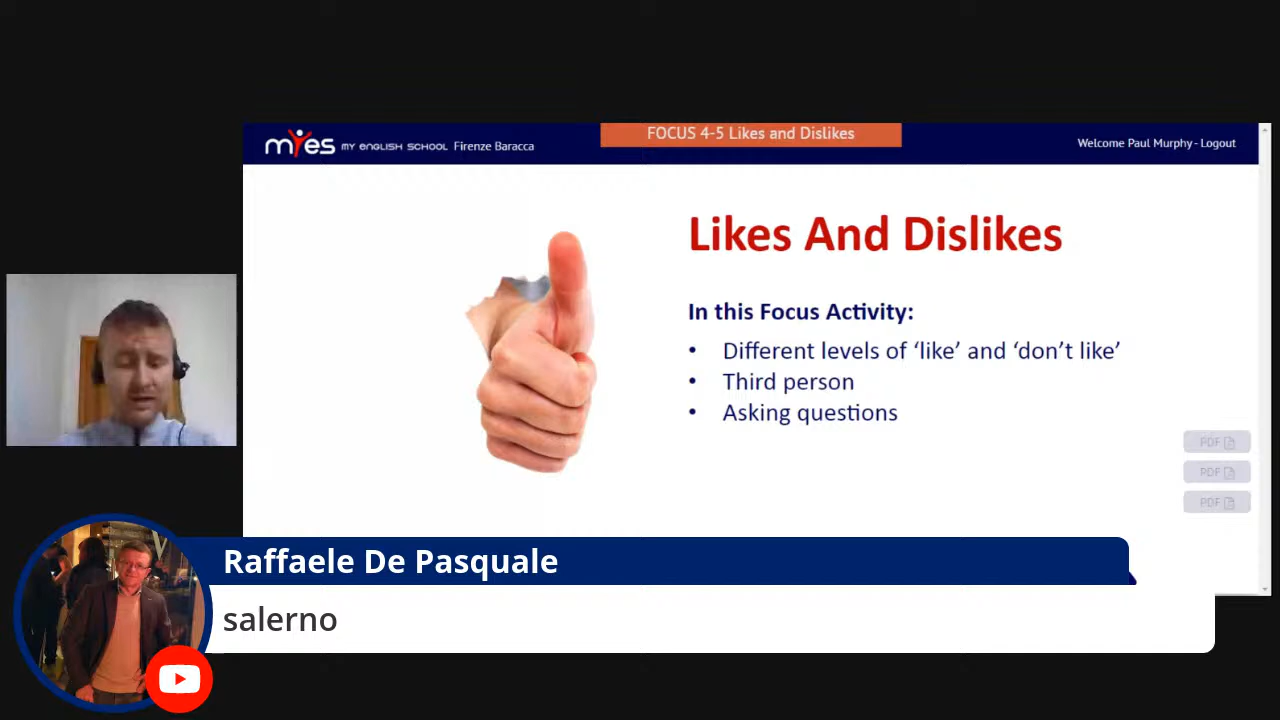 FOCUS 4-5 Likes and Dislikes
myes MY ENGLISH SCHOOL Firenze Baracca
Welcome Paul Murphy - Logout
Likes And Dislikes
In this Focus Activity:
• Different levels of ‘like’ and ‘don’t like’
• Third person
• Asking questions
PDF
PDF
PDF
Raffaele De Pasquale
salerno